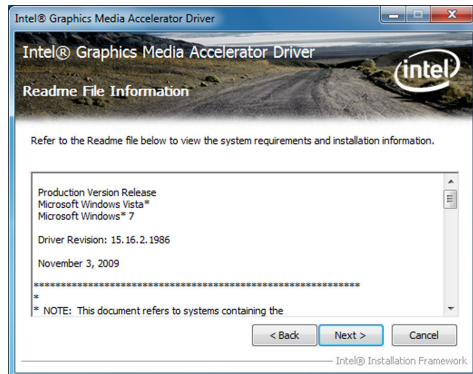 Intel® Graphics Media Accelerator Driver
Intel® Graphics Media Accelerator Driver
Readme File Information
(intel)
Refer to the Readme file below to view the system requirements and installation information.
Production Version Release
Microsoft Windows Vista*
Microsoft Windows* 7
Driver Revision: 15.16.2.1986
November 3, 2009
************************************************************
*
* NOTE: This document refers to systems containing the
< Back
Next >
Cancel
Intel® Installation Framework